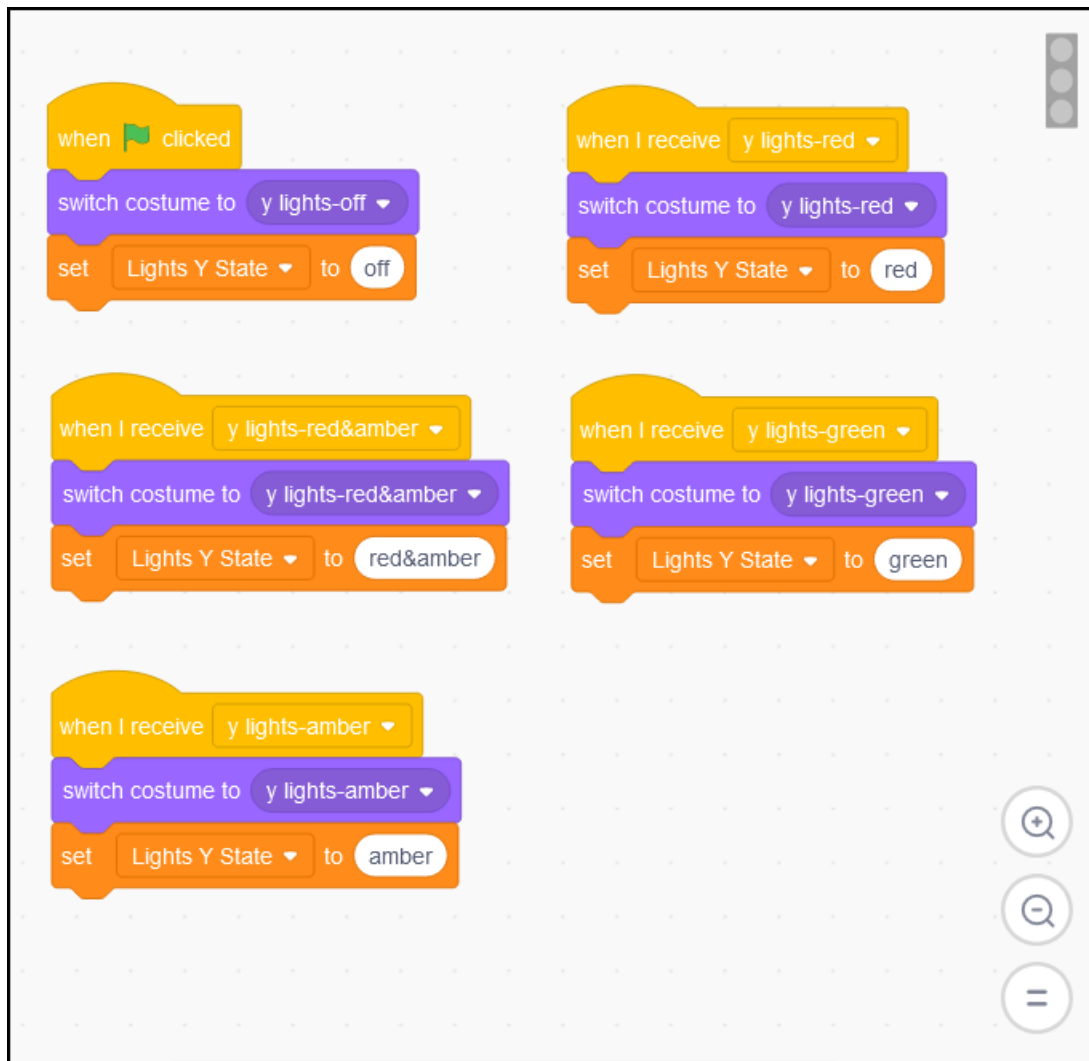 when clicked
switch costume to y lights-off
set Lights Y State to off
when I receive y lights-red
switch costume to y lights-red
set Lights Y State to red
when I receive y lights-red&amber
switch costume to y lights-red&amber
set Lights Y State to red&amber
when I receive y lights-green
switch costume to y lights-green
set Lights Y State to green
when I receive y lights-amber
switch costume to y lights-amber
set Lights Y State to amber